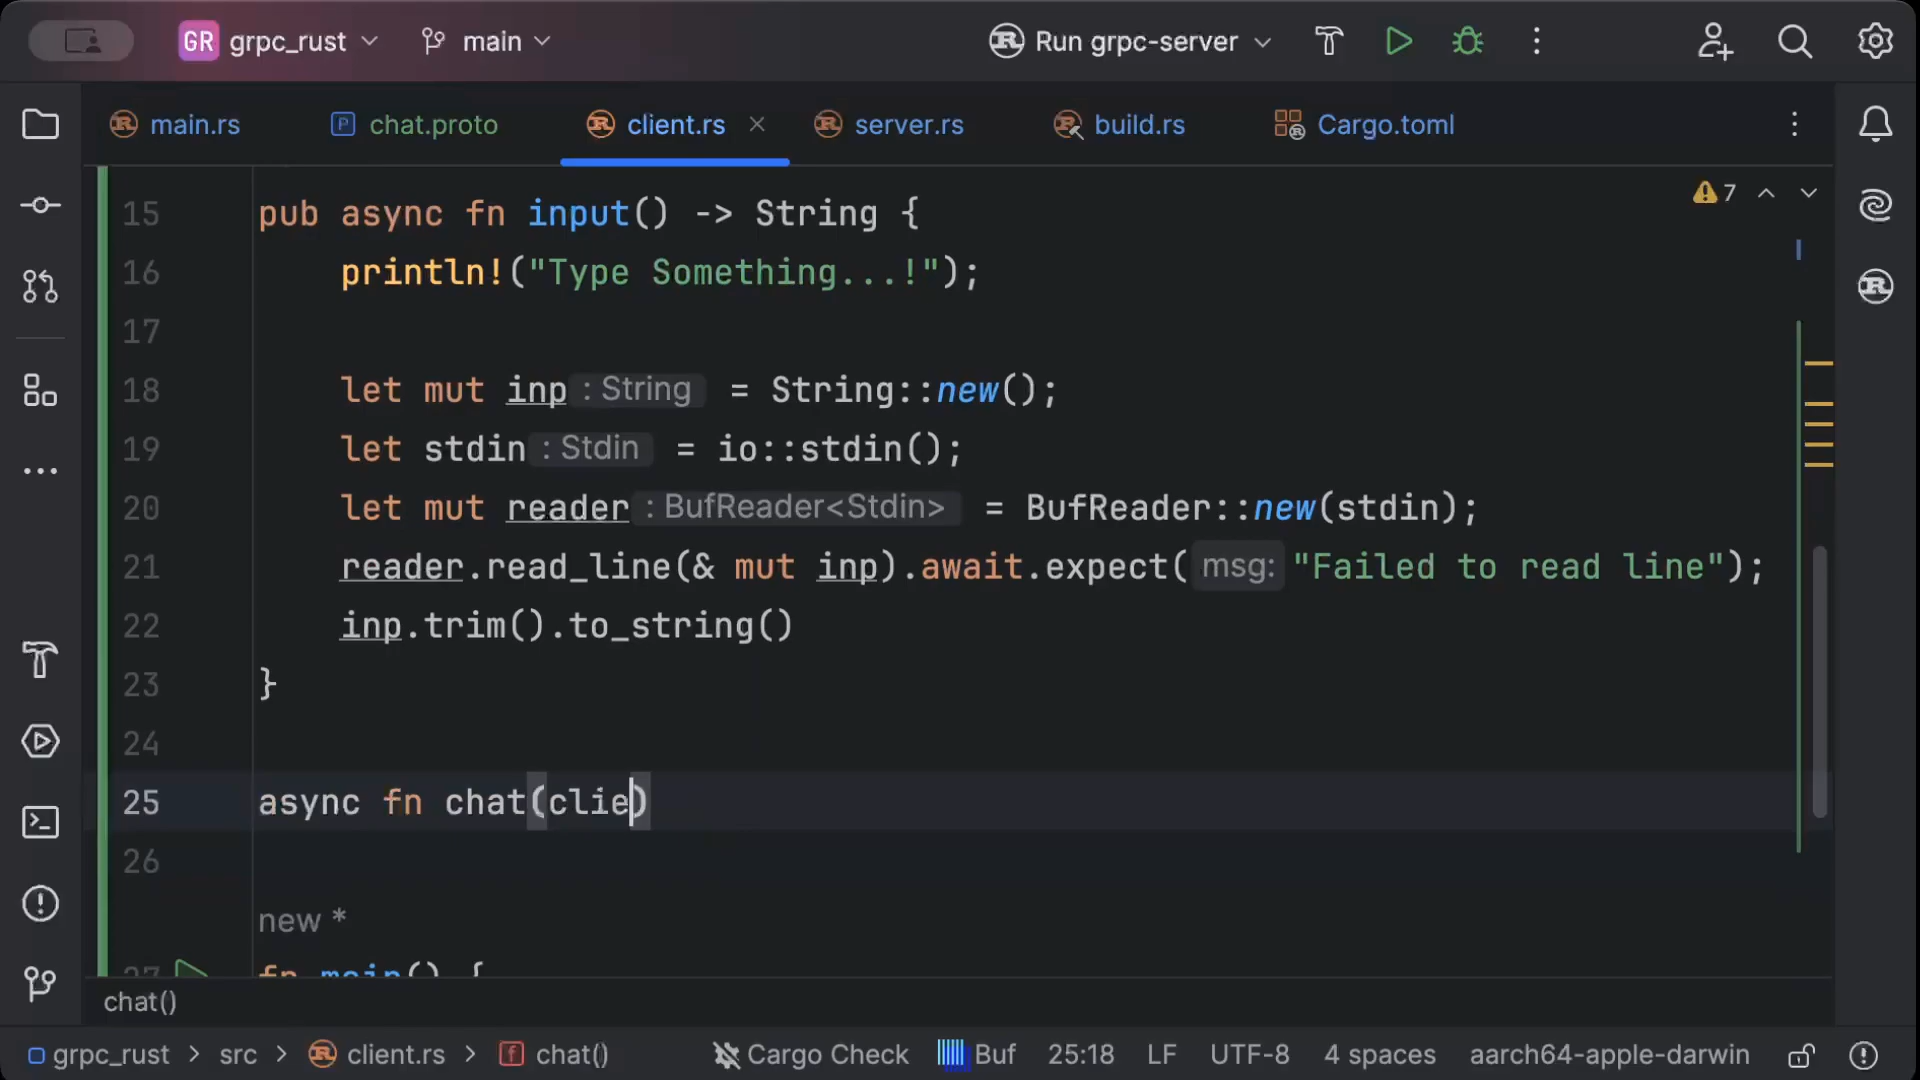 GR grpc_rust main Run grpc-server
main.rs chat.proto client.rs server.rs build.rs Cargo.toml
7
15 pub async fn input() -> String {
16 println!("Type Something...!");
17
18 let mut inp : String = String::new();
19 let stdin : Stdin = io::stdin();
20 let mut reader : BufReader<Stdin> = BufReader::new(stdin);
21 reader.read_line(& mut inp).await.expect( msg: "Failed to read line");
22 inp.trim().to_string()
23 }
24
25 async fn chat(clie)
26
new *
27 fn main() {
chat()
grpc_rust > src > client.rs > f chat() Cargo Check Buf 25:18 LF UTF-8 4 spaces aarch64-apple-darwin